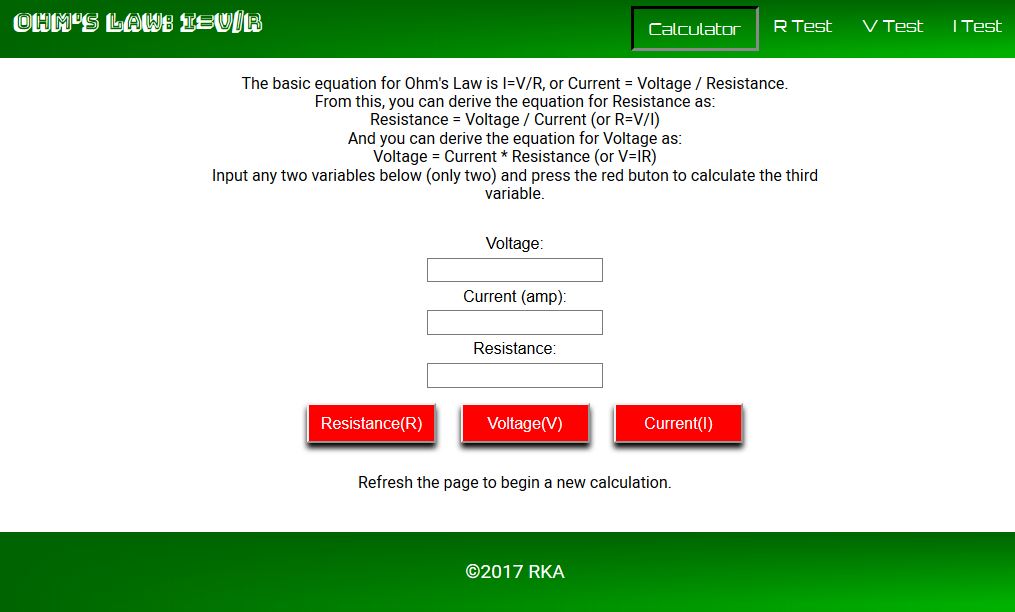 OHM'S LAW: I=V/R
Calculator R Test V Test I Test
The basic equation for Ohm's Law is I=V/R, or Current = Voltage / Resistance.
From this, you can derive the equation for Resistance as:
Resistance = Voltage / Current (or R=V/I)
And you can derive the equation for Voltage as:
Voltage = Current * Resistance (or V=IR)
Input any two variables below (only two) and press the red buton to calculate the third
variable.
Voltage:
Current (amp):
Resistance:
Resistance(R) Voltage(V) Current(I)
Refresh the page to begin a new calculation.
©2017 RKA